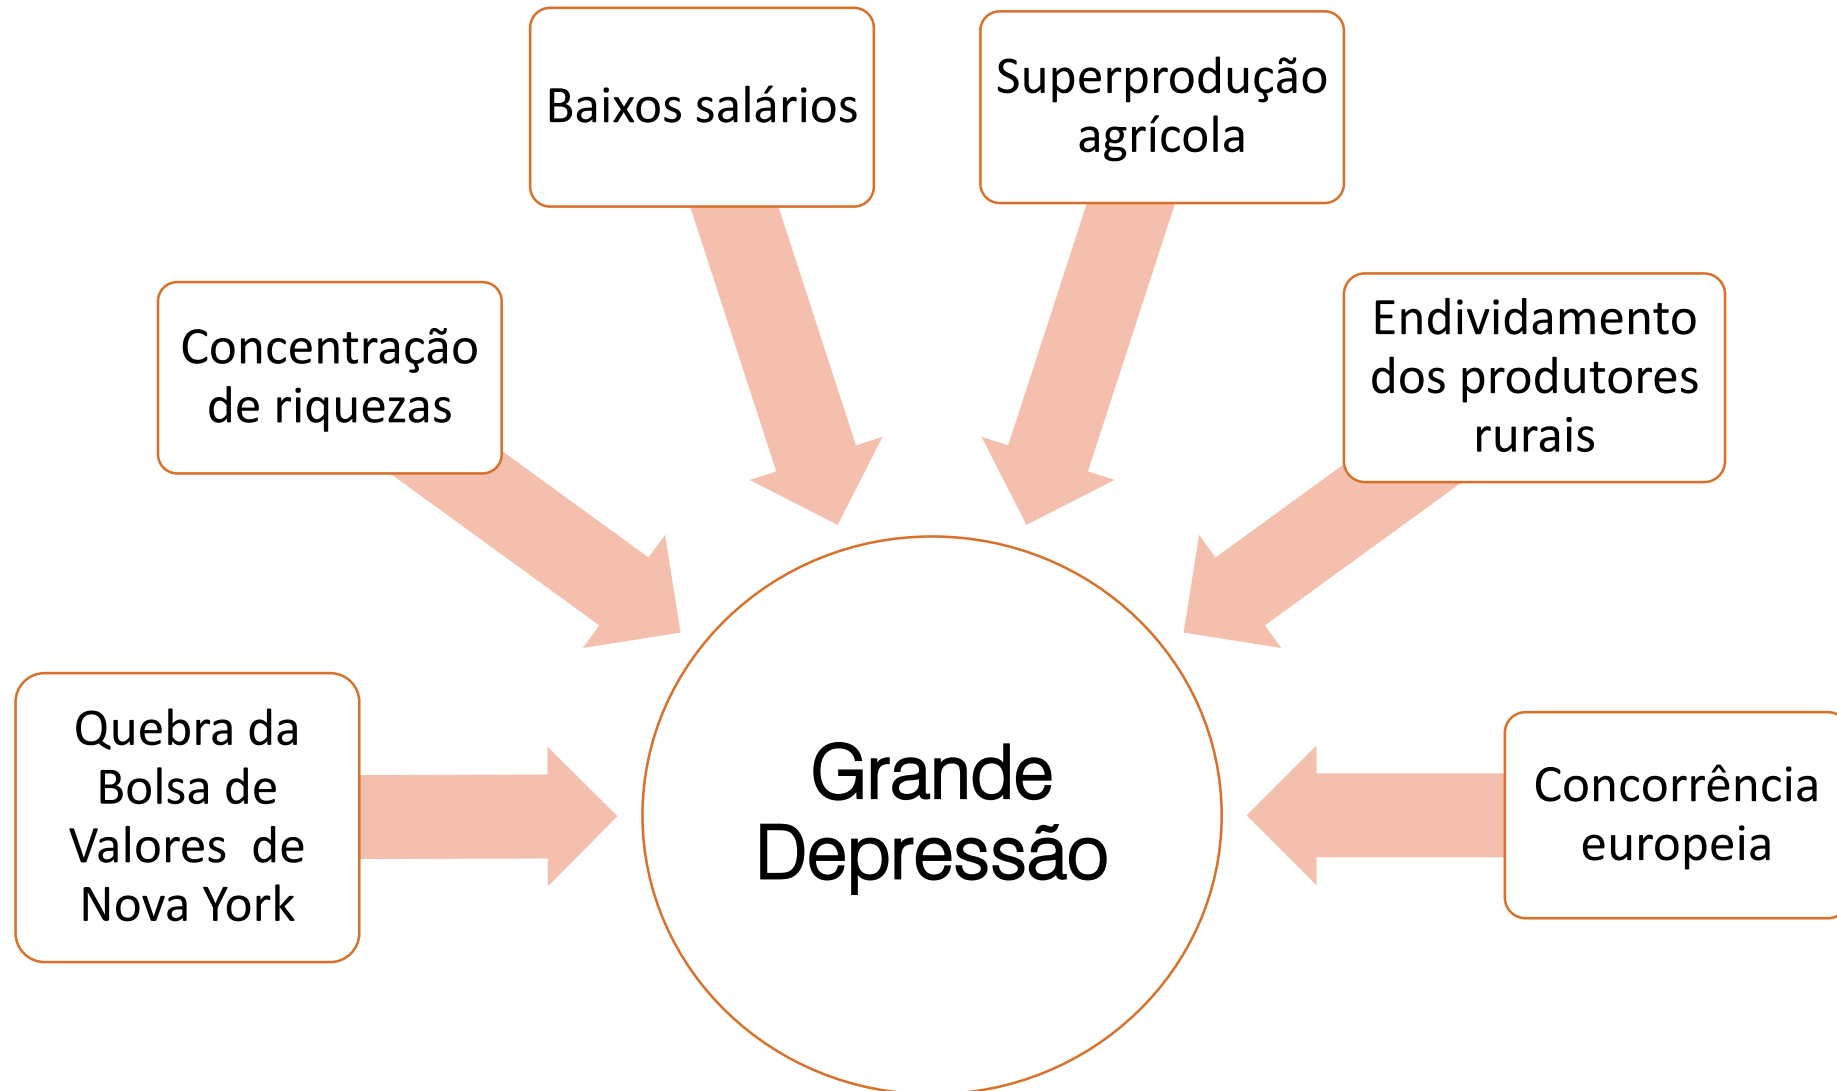 Baixos salários
Superprodução
agrícola
Concentração
de riquezas
Endividamento
dos produtores
rurais
Quebra da
Bolsa de
Valores  de
Nova York
Grande
Depressão
Concorrência
europeia